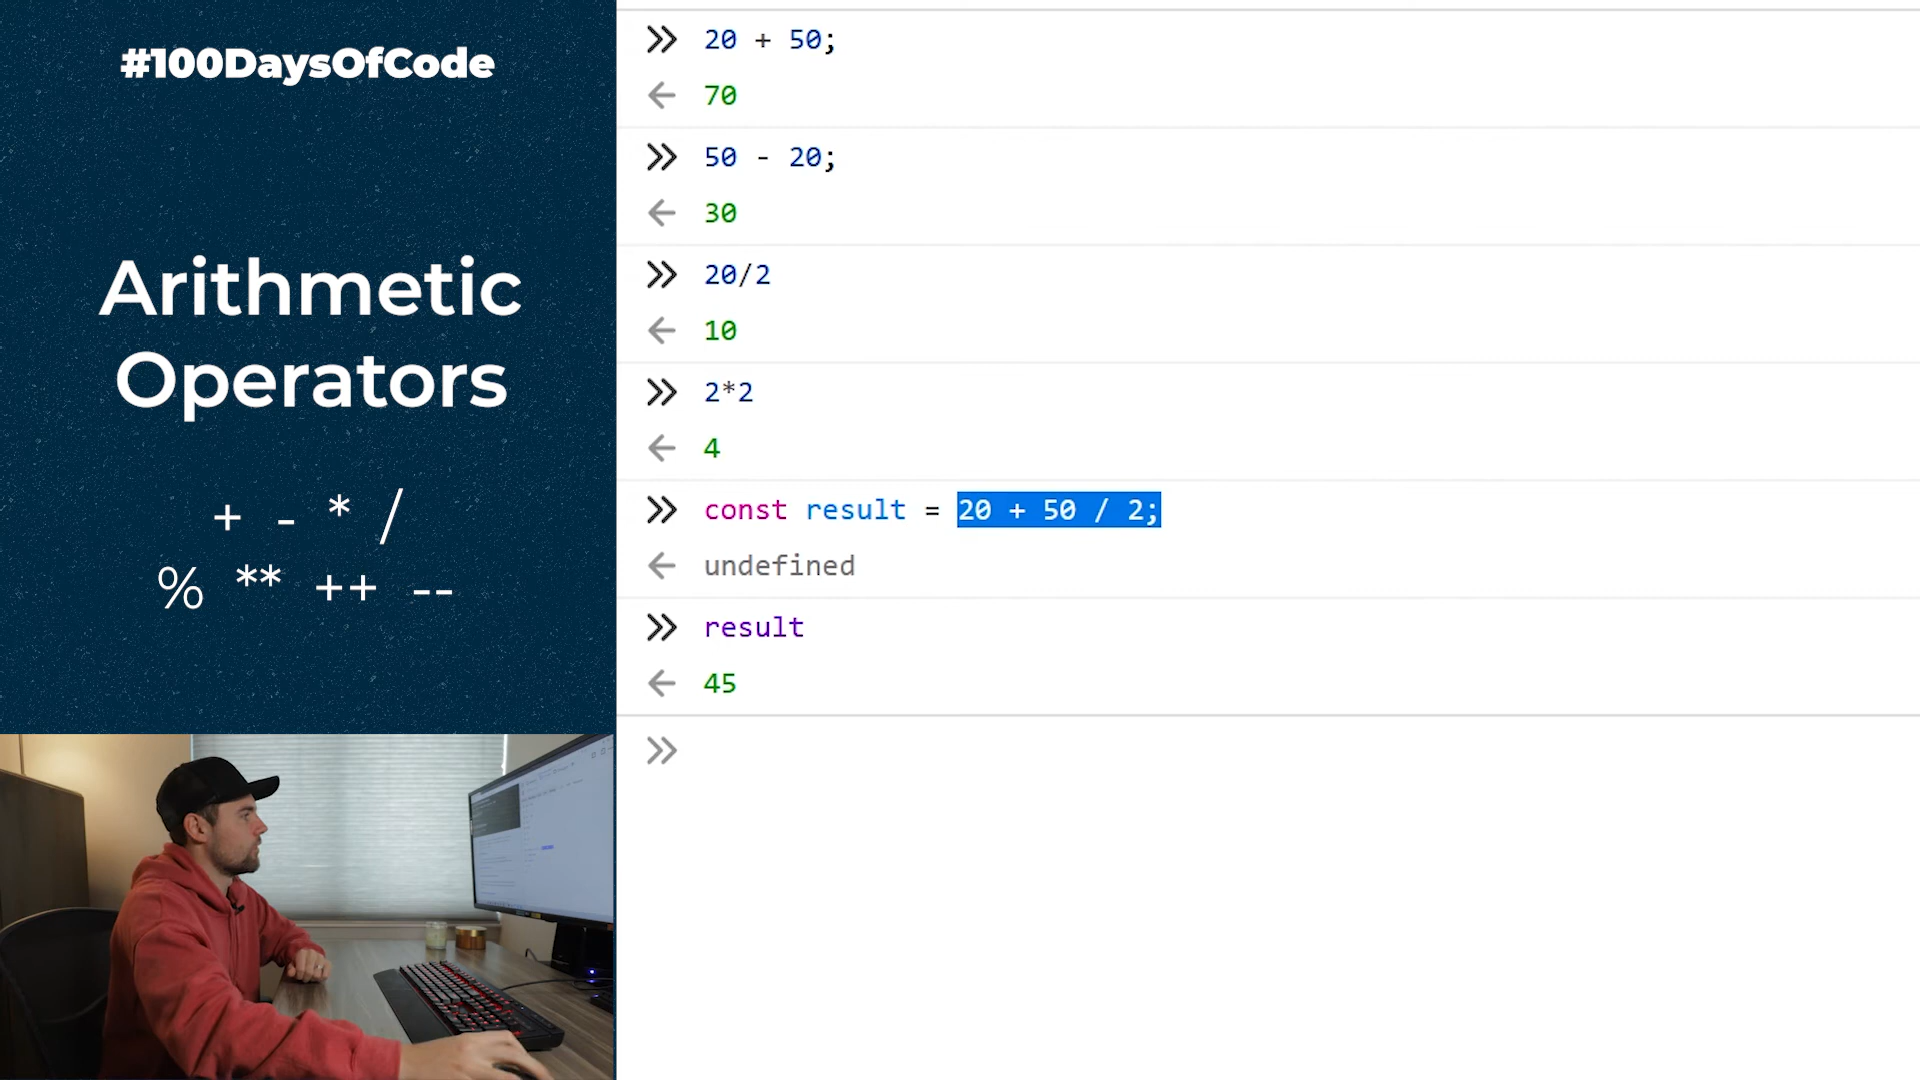 #100DaysOfCode
Arithmetic
Operators
+ - * /
% ** ++ --
20 + 50;
70
50 - 20;
30
20/2
10
2*2
4
const result = 20 + 50 / 2;
undefined
result
45